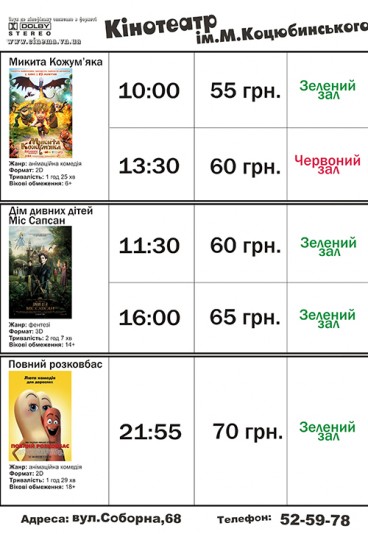 DOLBY
STEREO
www.cinema.vn.ua
Кінотеатр
ім.М.Коцюбинського
Микита Кожум'яка
10:00
55 грн.
Зелений
зал
13:30
60 грн.
Червоний
зал
Жанр: анімаційна комедія
Формат: 2D
Тривалість: 1 год 25 хв
Вікові обмеження: 6+
Дім дивних дітей
Міс Сапсан
11:30
60 грн.
Зелений
зал
16:00
65 грн.
Зелений
зал
Жанр: фентезі
Формат: 3D
Тривалість: 2 год 7 хв
Вікові обмеження: 14+
Повний розковбас
21:55
70 грн.
Зелений
зал
Жанр: анімаційна комедія
Формат: 2D
Тривалість: 1 год 29 хв
Вікові обмеження: 18+
Адреса: вул.Соборна,68
Телефон: 52-59-78